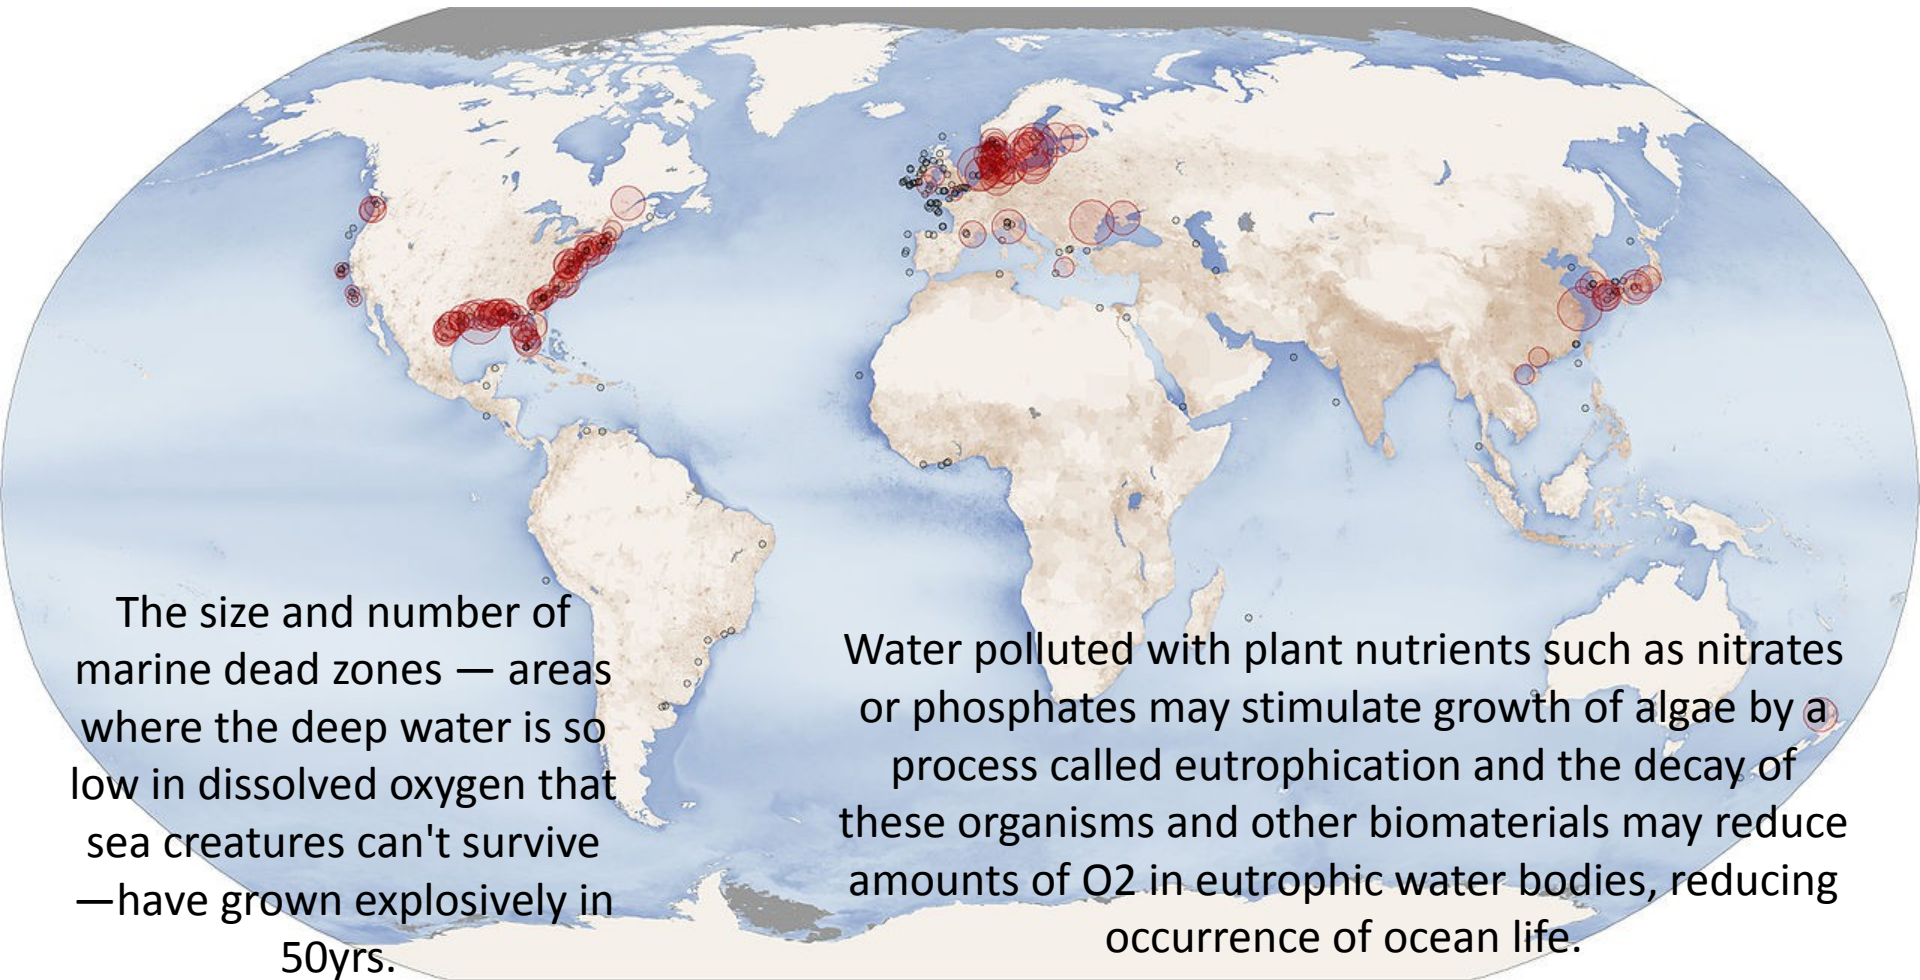 The size and number of
marine dead zones — areas
where the deep water is so
low in dissolved oxygen that
sea creatures can't survive
—have grown explosively in
50yrs.
Water polluted with plant nutrients such as nitrates
or phosphates may stimulate growth of algae by a
process called eutrophication and the decay of
these organisms and other biomaterials may reduce
amounts of O2 in eutrophic water bodies, reducing
occurrence of ocean life.